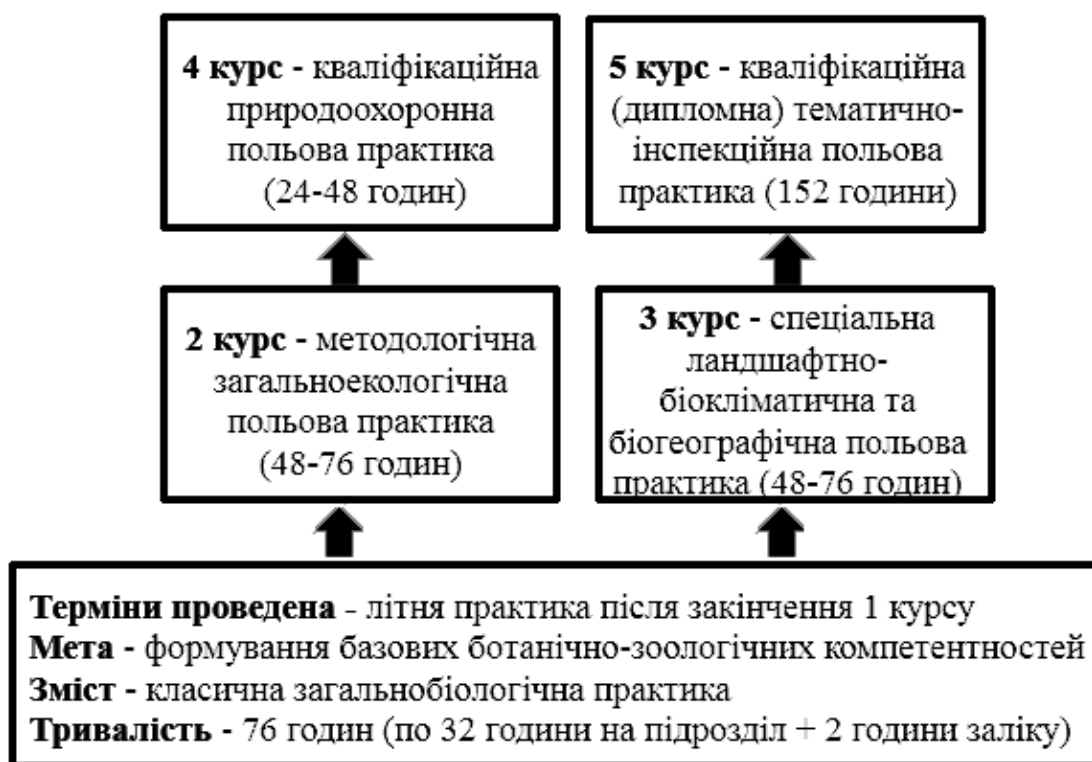 4 курс - кваліфікаційна
природоохоронна
польова практика
(24-48 годин)
5 курс - кваліфікаційна
(дипломна) тематично-
інспекційна польова
практика (152 години)
2 курс - методологічна
загальноекологічна
польова практика
(48-76 годин)
3 курс - спеціальна
ландшафтно-
біокліматична та
біогеографічна польова
практика (48-76 годин)
Терміни проведена - літня практика після закінчення 1 курсу
Мета - формування базових ботанічно-зоологічних компетентностей
Зміст - класична загальнобіологічна практика
Тривалість - 76 годин (по 32 години на підрозділ + 2 години заліку)